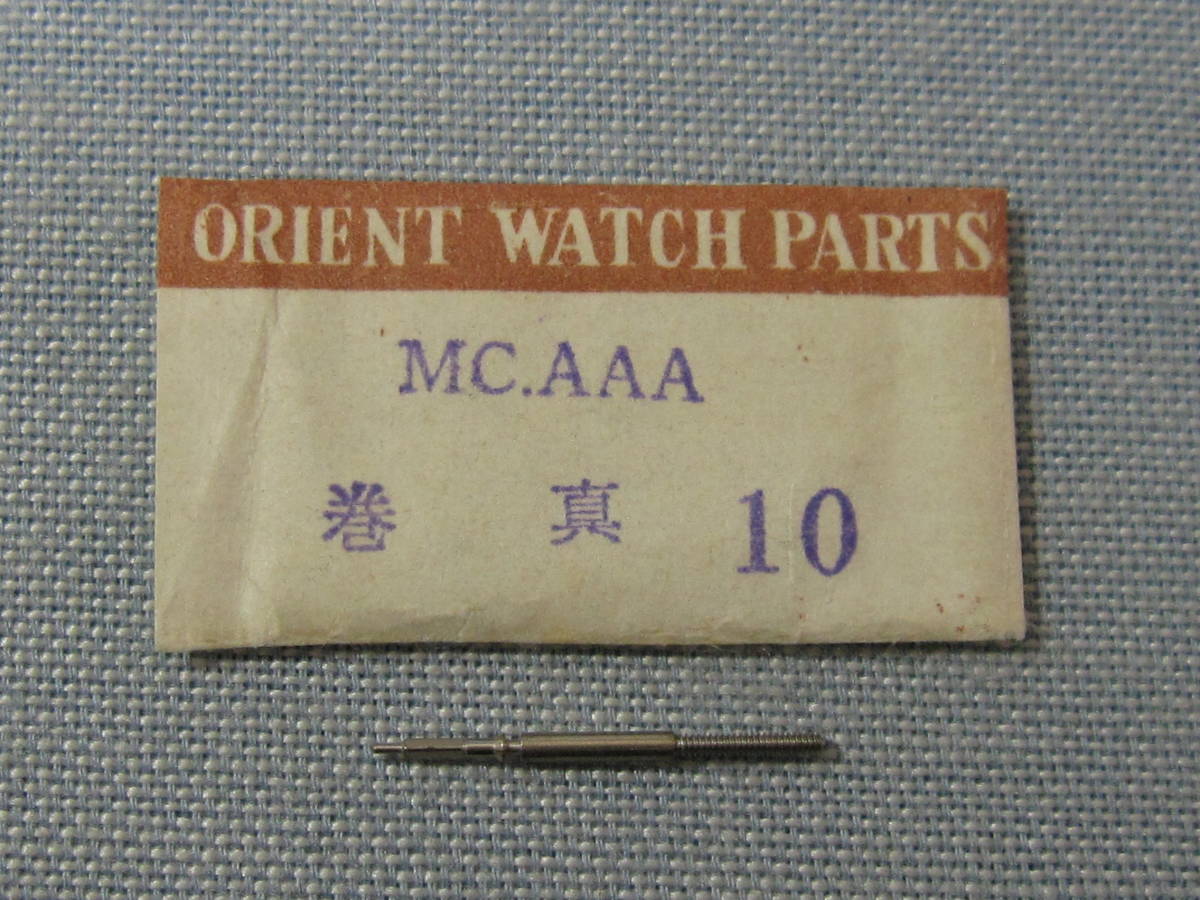 ORIENT WATCH PARTS
MC.AAA
巻 真 10